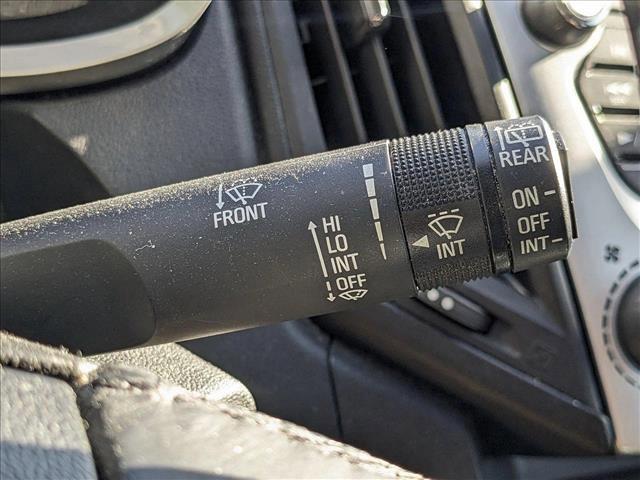 FRONT
HI
LO
INT
OFF
INT
REAR
ON
OFF
INT